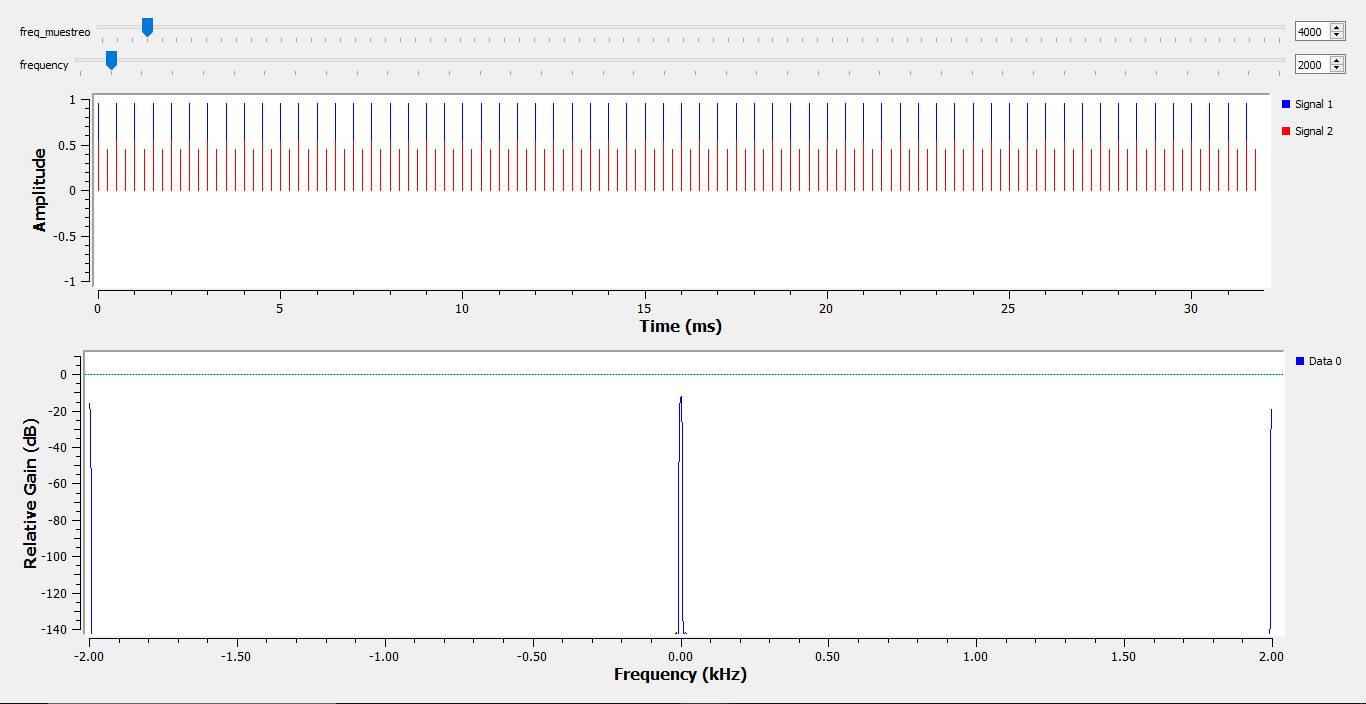 freq_muestreo 4000
frequency 2000
1
0.5
0
-0.5
-1
Amplitude
Signal 1
Signal 2
0 5 10 15 20 25 30
Time (ms)
0
-20
-40
-60
-80
-100
-120
-140
Relative Gain (dB)
Data 0
-2.00 -1.50 -1.00 -0.50 0.00 0.50 1.00 1.50 2.00
Frequency (kHz)